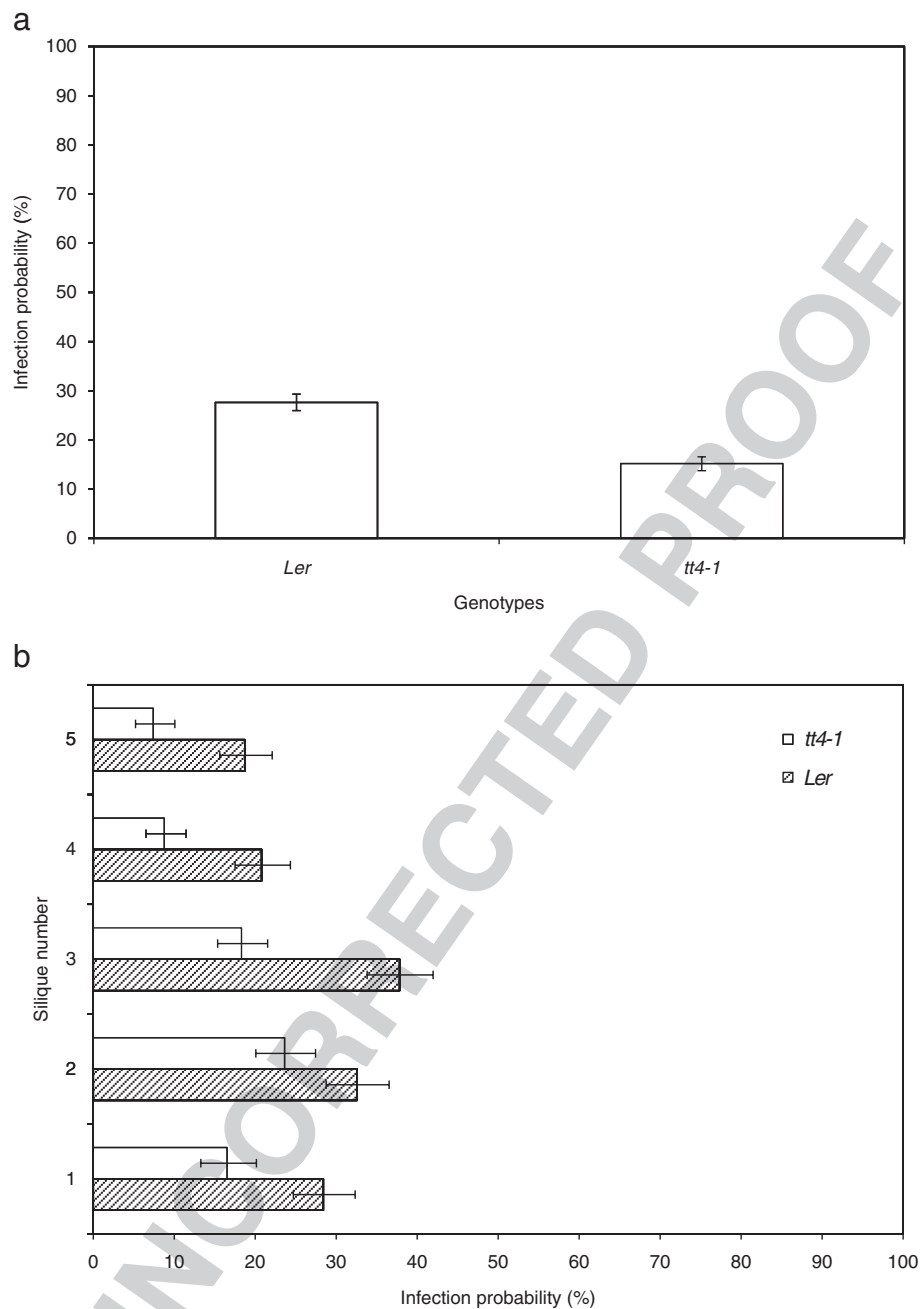 a
100
90
80
70
60
50
40
30
20
10
0
Infection probability (%)
Ler
tt4-1
Genotypes
b
5
4
3
2
1
Silique number
tt4-1
Ler
0 10 20 30 40 50 60 70 80 90 100
Infection probability (%)
UNCORRECTED PROOF